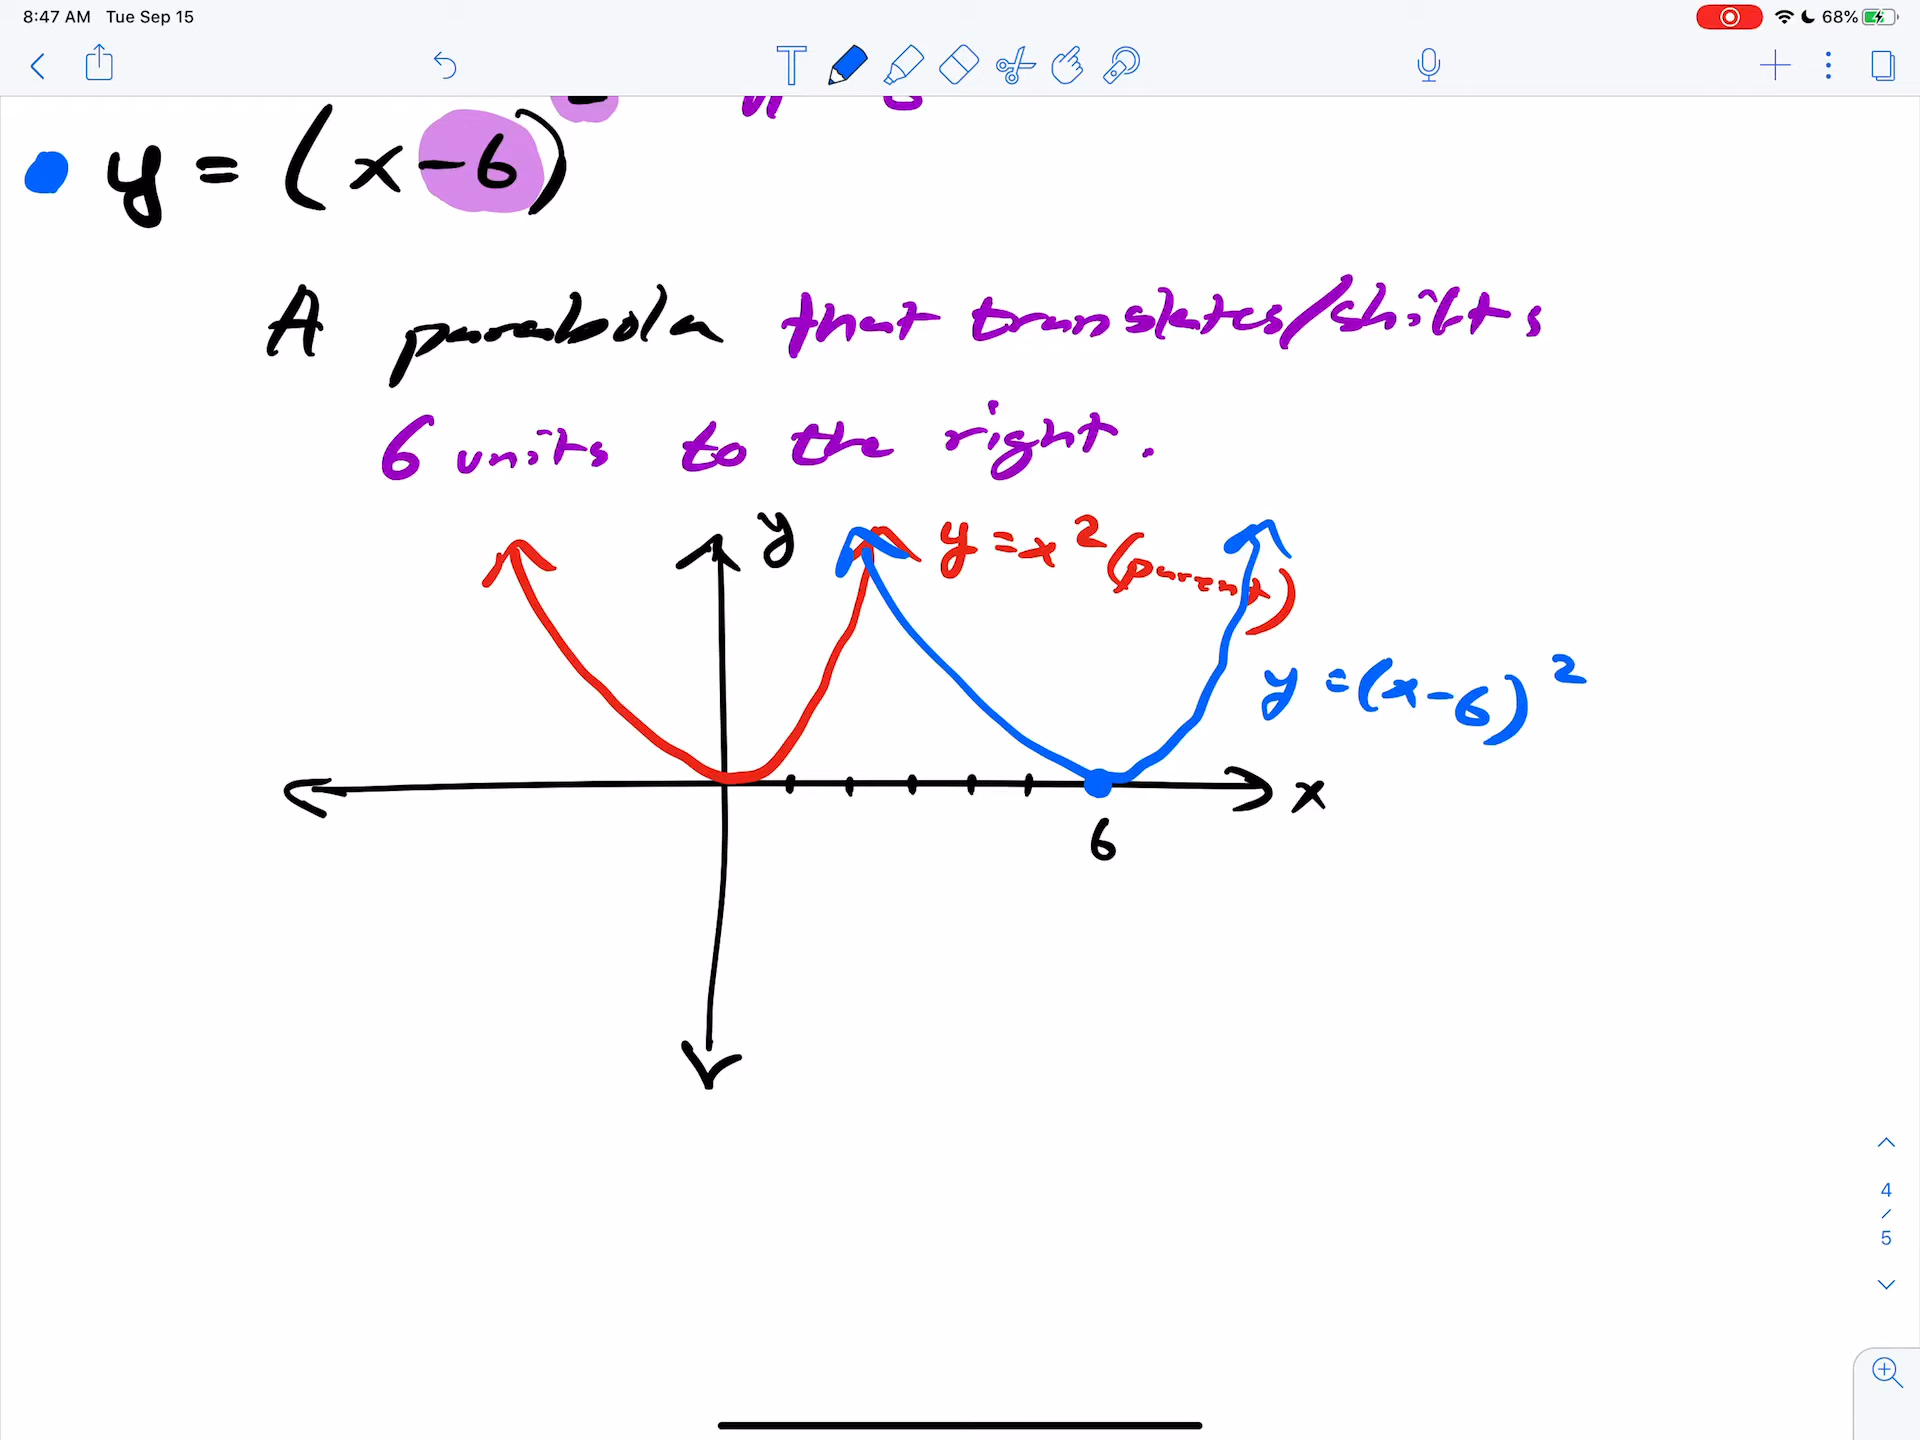 8:47 AM Tue Sep 15
68%
T
y = (x-6)
A parabola that translates/shifts
6 units to the right.
y
y = x² (parent)
y = (x-6)²
x
6
4
/
5